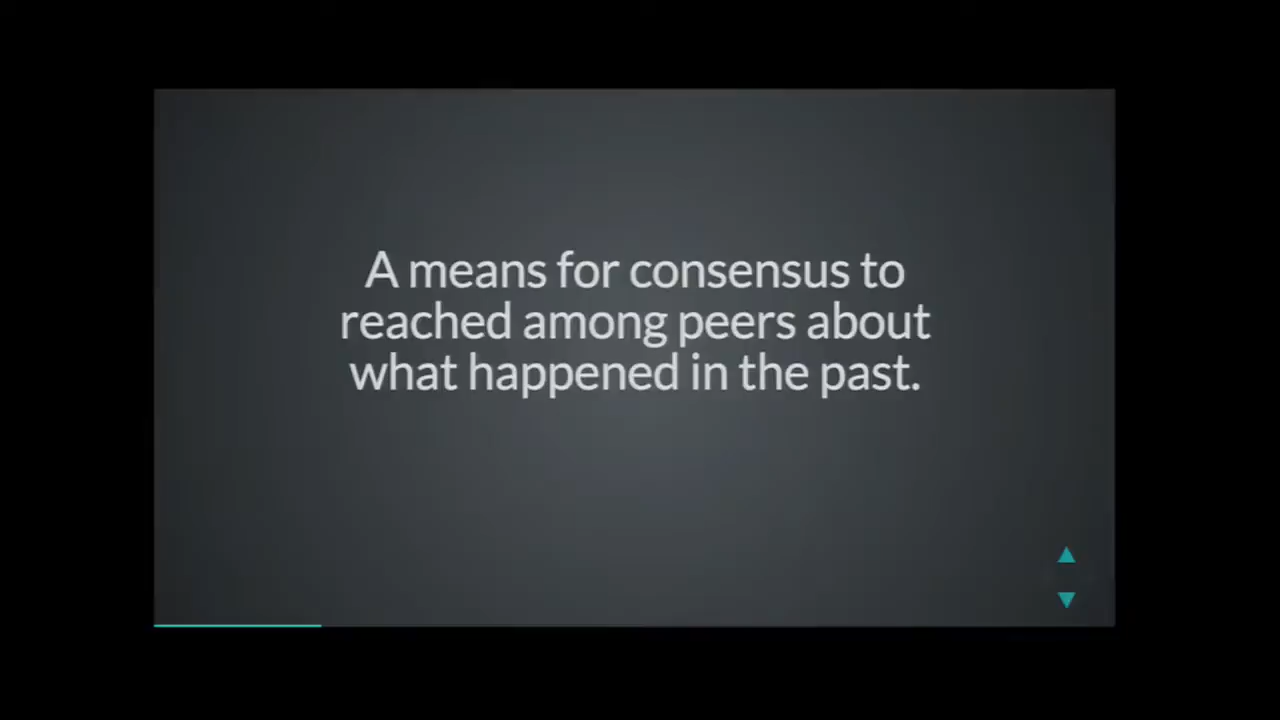 A means for consensus to
reached among peers about
what happened in the past.